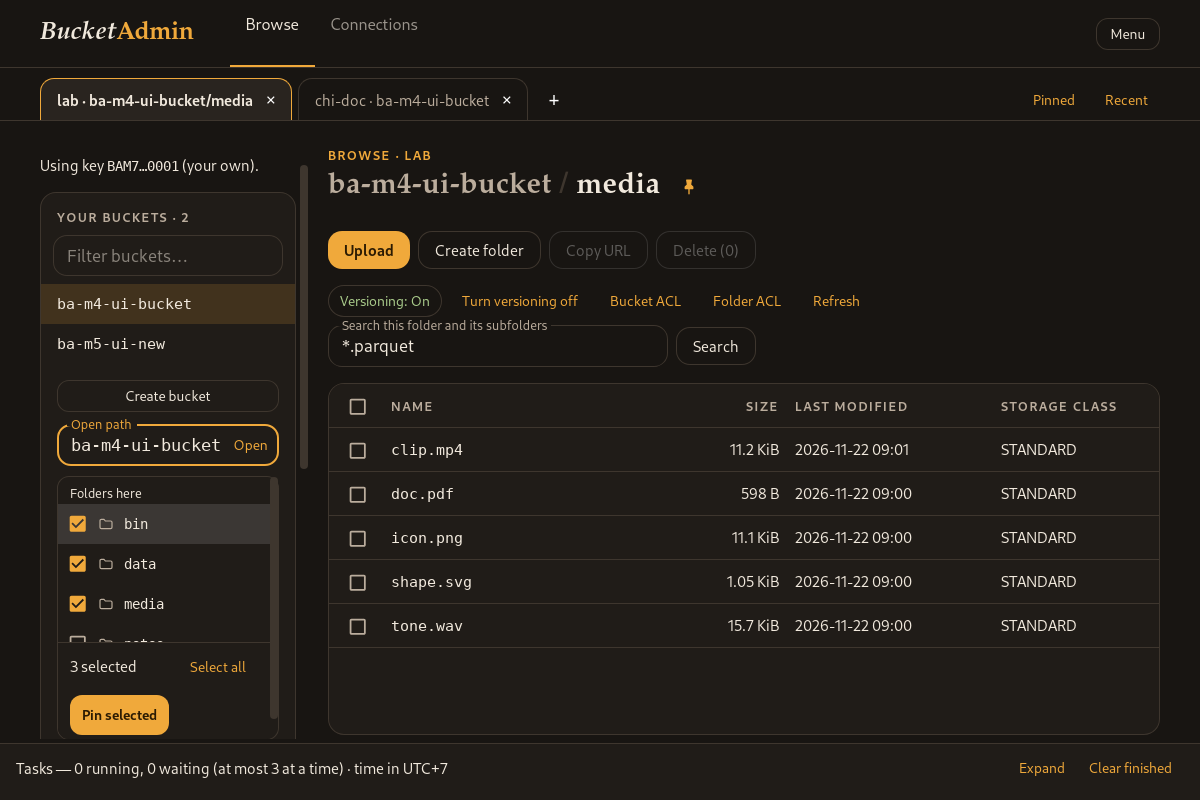 BucketAdmin
Browse
Connections
Menu
lab · ba-m4-ui-bucket/media ×
chi-doc · ba-m4-ui-bucket ×
+
Pinned
Recent
Using key BAM7…0001 (your own).
YOUR BUCKETS · 2
Filter buckets…
ba-m4-ui-bucket
ba-m5-ui-new
Create bucket
Open path
ba-m4-ui-bucket Open
Folders here
bin
data
media
3 selected Select all
Pin selected
BROWSE · LAB
ba-m4-ui-bucket / media
Upload
Create folder
Copy URL
Delete (0)
Versioning: On
Turn versioning off
Bucket ACL
Folder ACL
Refresh
Search this folder and its subfolders
*.parquet
Search
NAME SIZE LAST MODIFIED STORAGE CLASS
clip.mp4 11.2 KiB 2026-11-22 09:01 STANDARD
doc.pdf 598 B 2026-11-22 09:00 STANDARD
icon.png 11.1 KiB 2026-11-22 09:00 STANDARD
shape.svg 1.05 KiB 2026-11-22 09:00 STANDARD
tone.wav 15.7 KiB 2026-11-22 09:00 STANDARD
Tasks — 0 running, 0 waiting (at most 3 at a time) · time in UTC+7
Expand
Clear finished